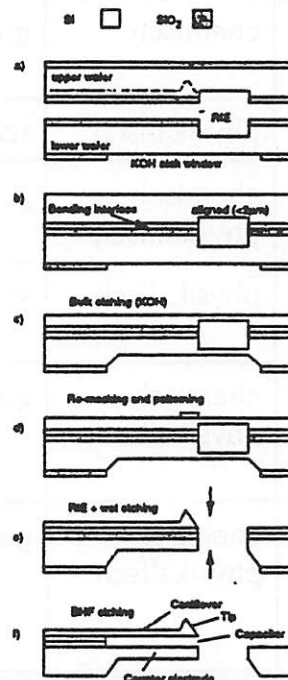 Si SiO2
a)
upper wafer
RIE
lower wafer
KOH etch window
b)
Bonding interface aligned (<2µm)
c)
Bulk etching (KOH)
Re-masking and patterning
d)
RIE + wet etching
e)
BHF etching
Cantilever
Tip
f)
Capacitor
Counter electrode